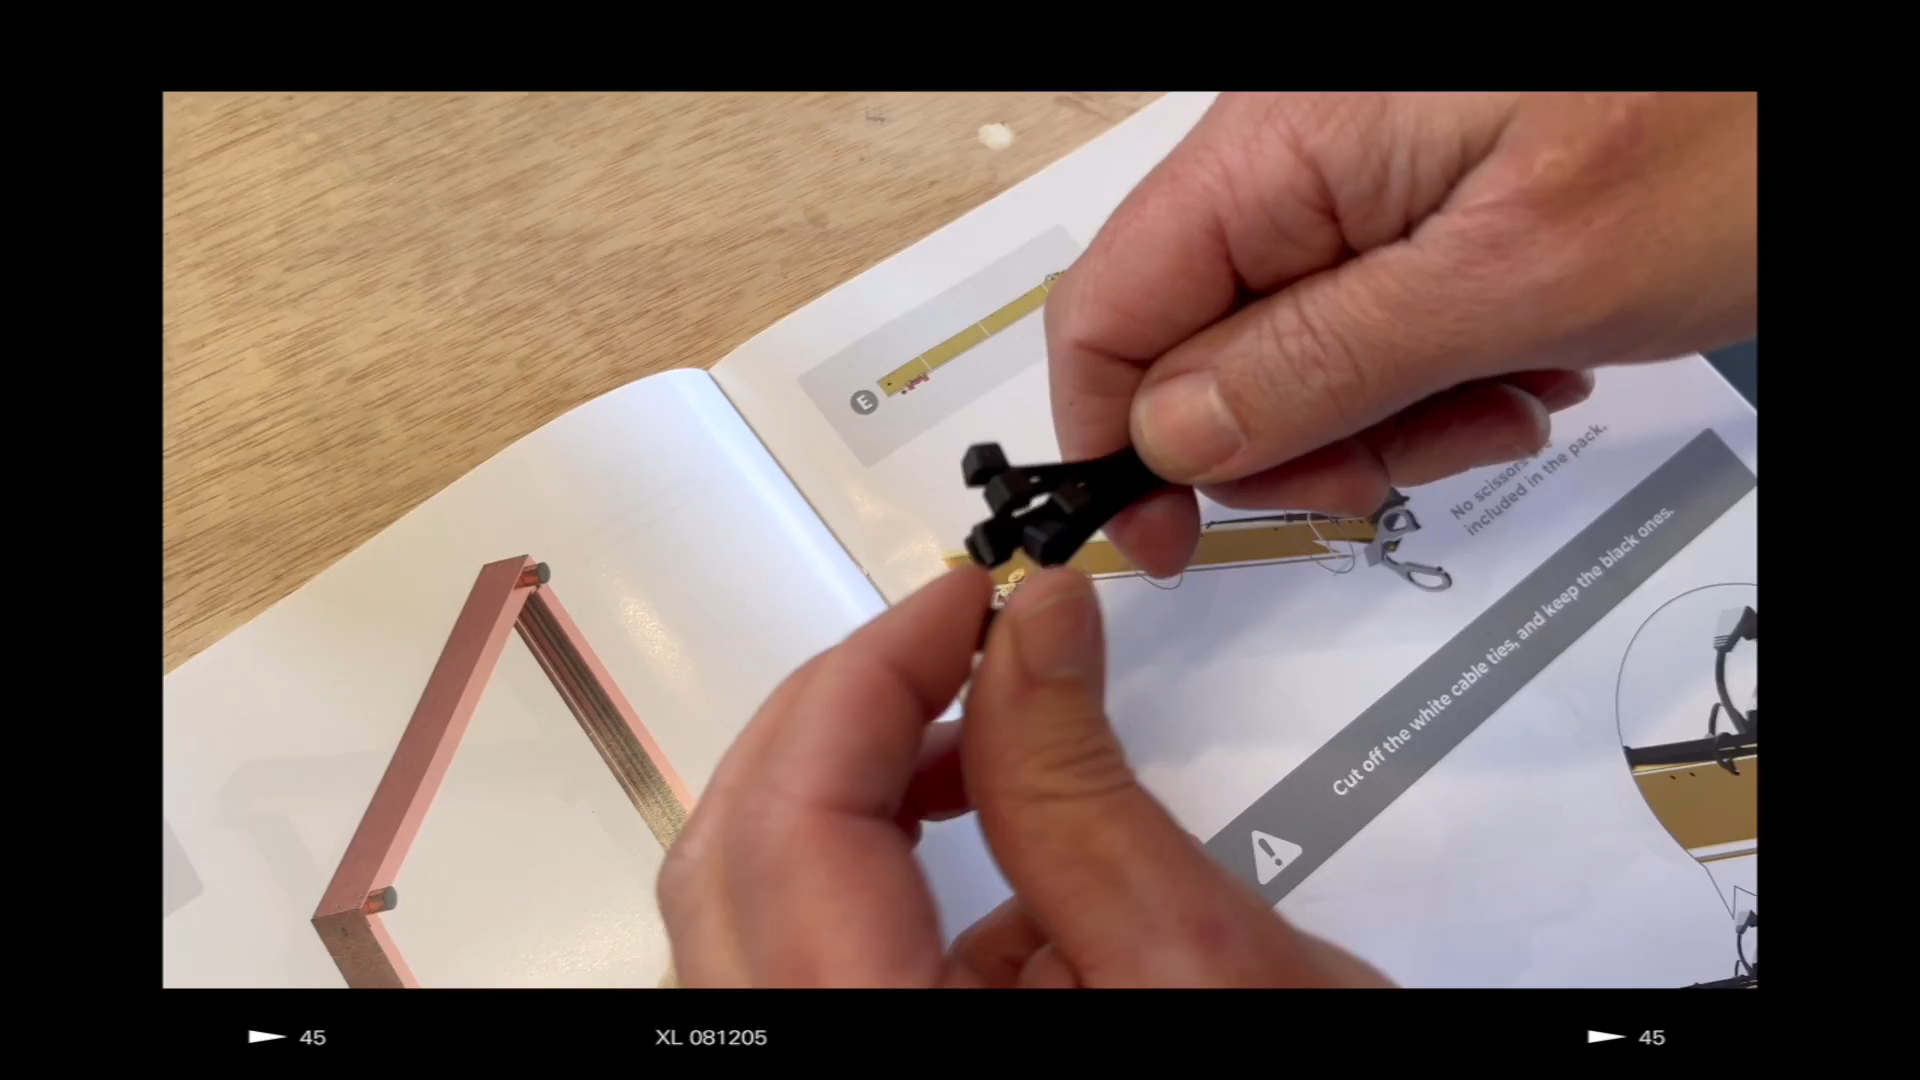 E
No scissors are
included in the pack.
Cut off the white cable ties, and keep the black ones.
45
XL 081205
45